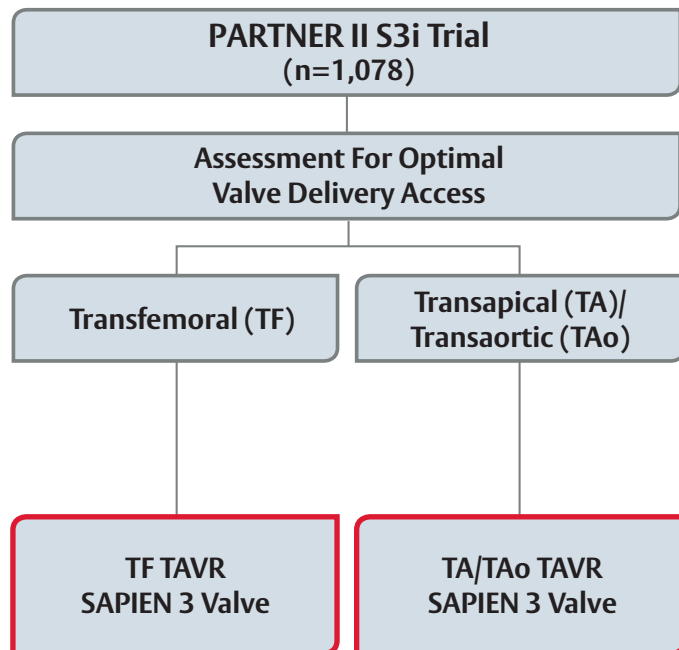 PARTNER II S3i Trial
(n=1,078)
Assessment For Optimal
Valve Delivery Access
Transfemoral (TF)
Transapical (TA)/
Transaortic (TAo)
TF TAVR
SAPIEN 3 Valve
TA/TAo TAVR
SAPIEN 3 Valve